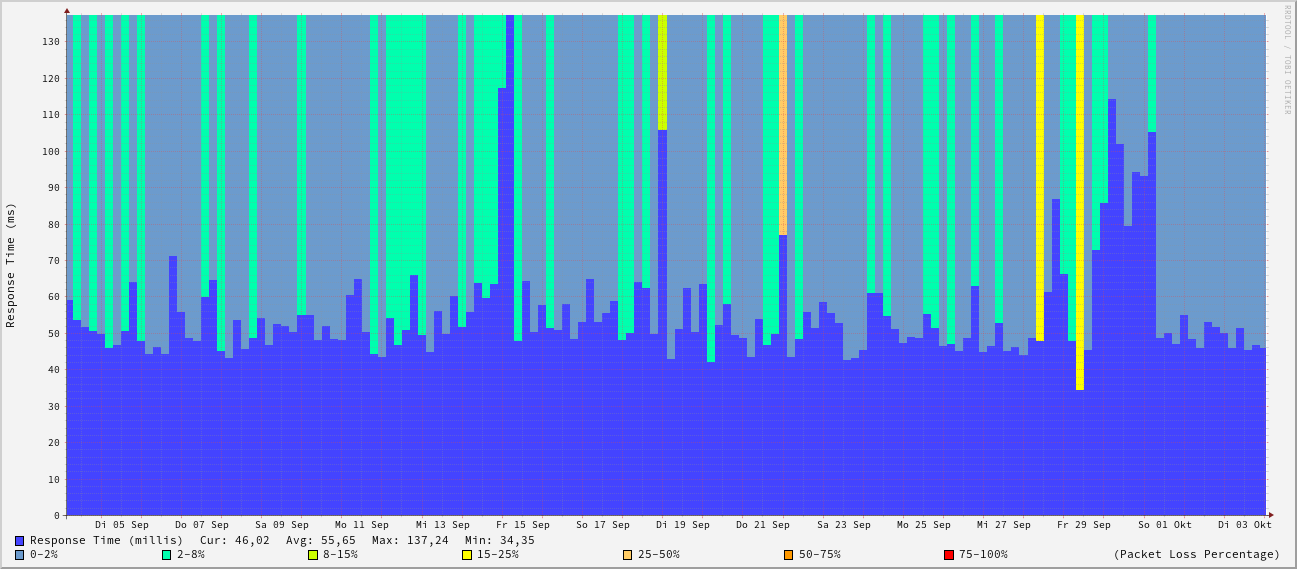 RRDTOOL / TOBI OETIKER
Response Time (ms)
130
120
110
100
90
80
70
60
50
40
30
20
10
0
Di 05 Sep Do 07 Sep Sa 09 Sep Mo 11 Sep Mi 13 Sep Fr 15 Sep So 17 Sep Di 19 Sep Do 21 Sep Sa 23 Sep Mo 25 Sep Mi 27 Sep Fr 29 Sep So 01 Okt Di 03 Okt
Response Time (millis) Cur: 46,02 Avg: 55,65 Max: 137,24 Min: 34,35
0-2% 2-8% 8-15% 15-25% 25-50% 50-75% 75-100% (Packet Loss Percentage)